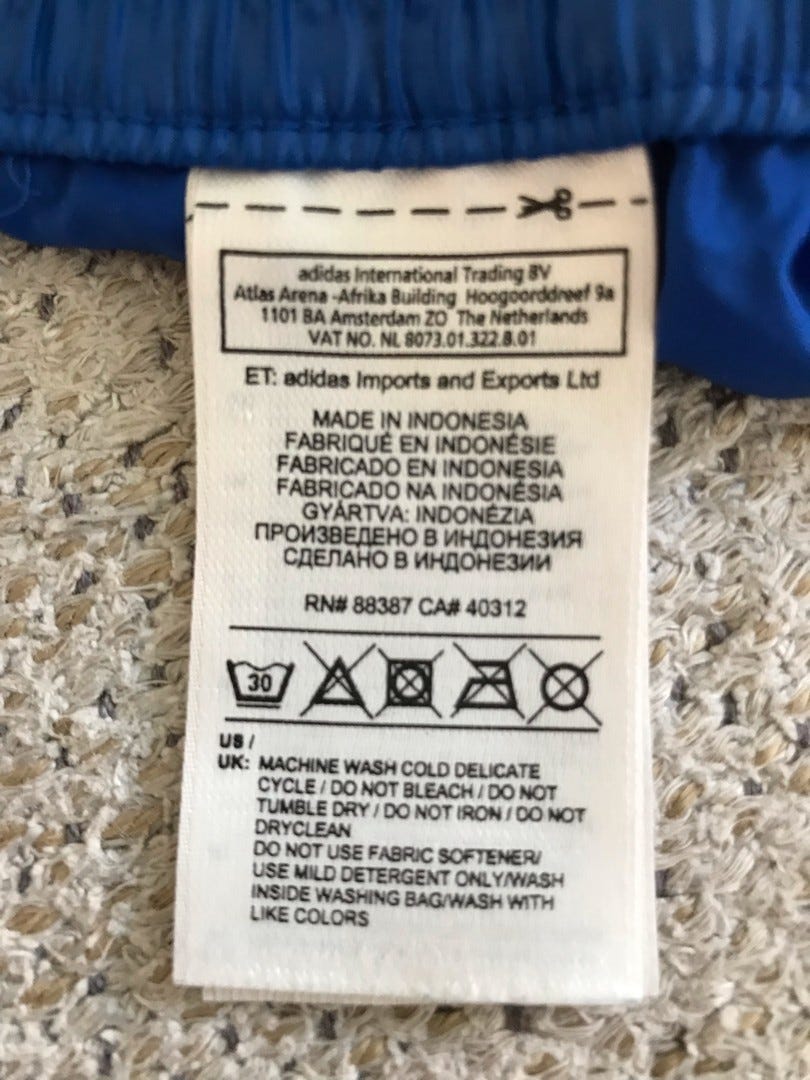 adidas International Trading BV
Atlas Arena -Afrika Building Hoogoorddreef 9a
1101 BA Amsterdam ZO The Netherlands
VAT NO. NL 8073.01.322.B.01
ET: adidas Imports and Exports Ltd
MADE IN INDONESIA
FABRIQUÉ EN INDONÉSIE
FABRICADO EN INDONESIA
FABRICADO NA INDONÉSIA
GYÁRTVA: INDONÉZIA
ПРОИЗВЕДЕНО В ИНДОНЕЗИЯ
СДЕЛАНО В ИНДОНЕЗИИ
RN# 88387 CA# 40312
30
US /
UK: MACHINE WASH COLD DELICATE
CYCLE / DO NOT BLEACH / DO NOT
TUMBLE DRY / DO NOT IRON / DO NOT
DRYCLEAN
DO NOT USE FABRIC SOFTENER/
USE MILD DETERGENT ONLY/WASH
INSIDE WASHING BAG/WASH WITH
LIKE COLORS